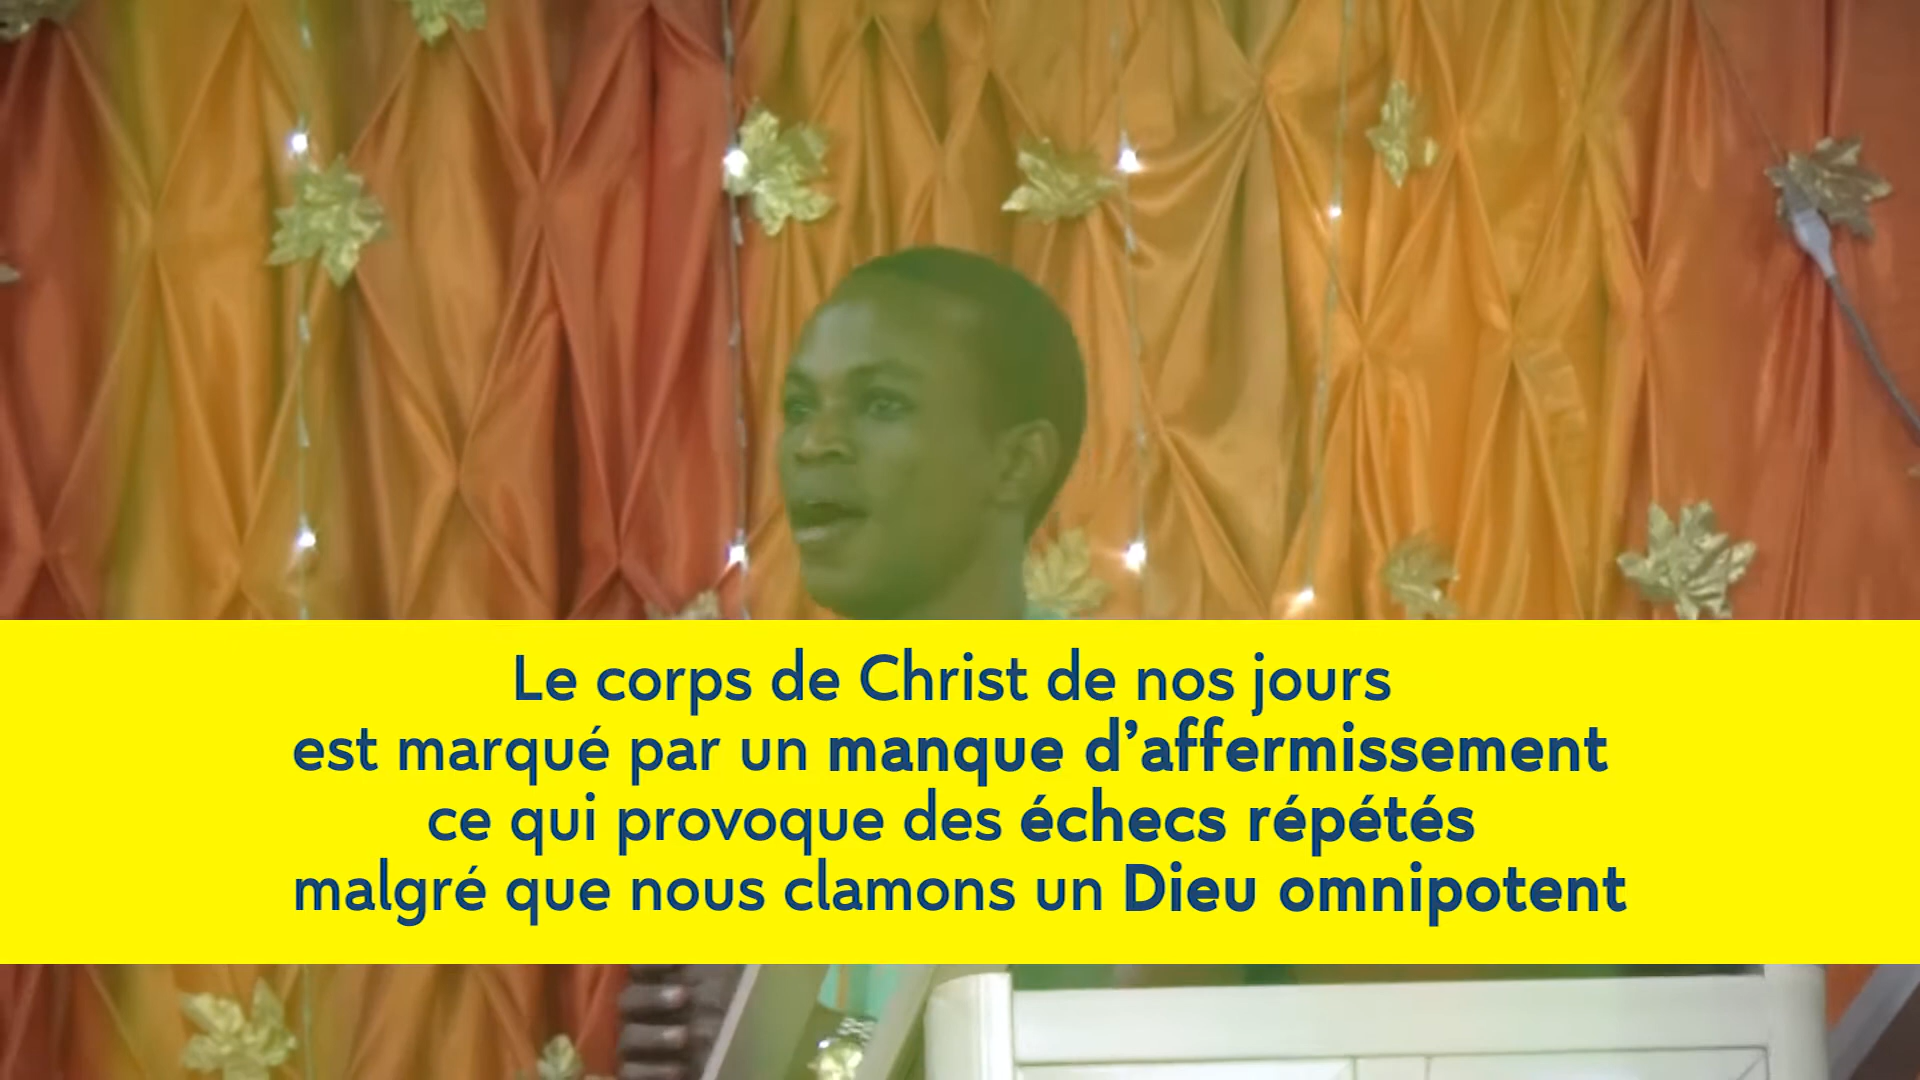 Le corps de Christ de nos jours
est marqué par un manque d’affermissement
ce qui provoque des échecs répétés
malgré que nous clamons un Dieu omnipotent